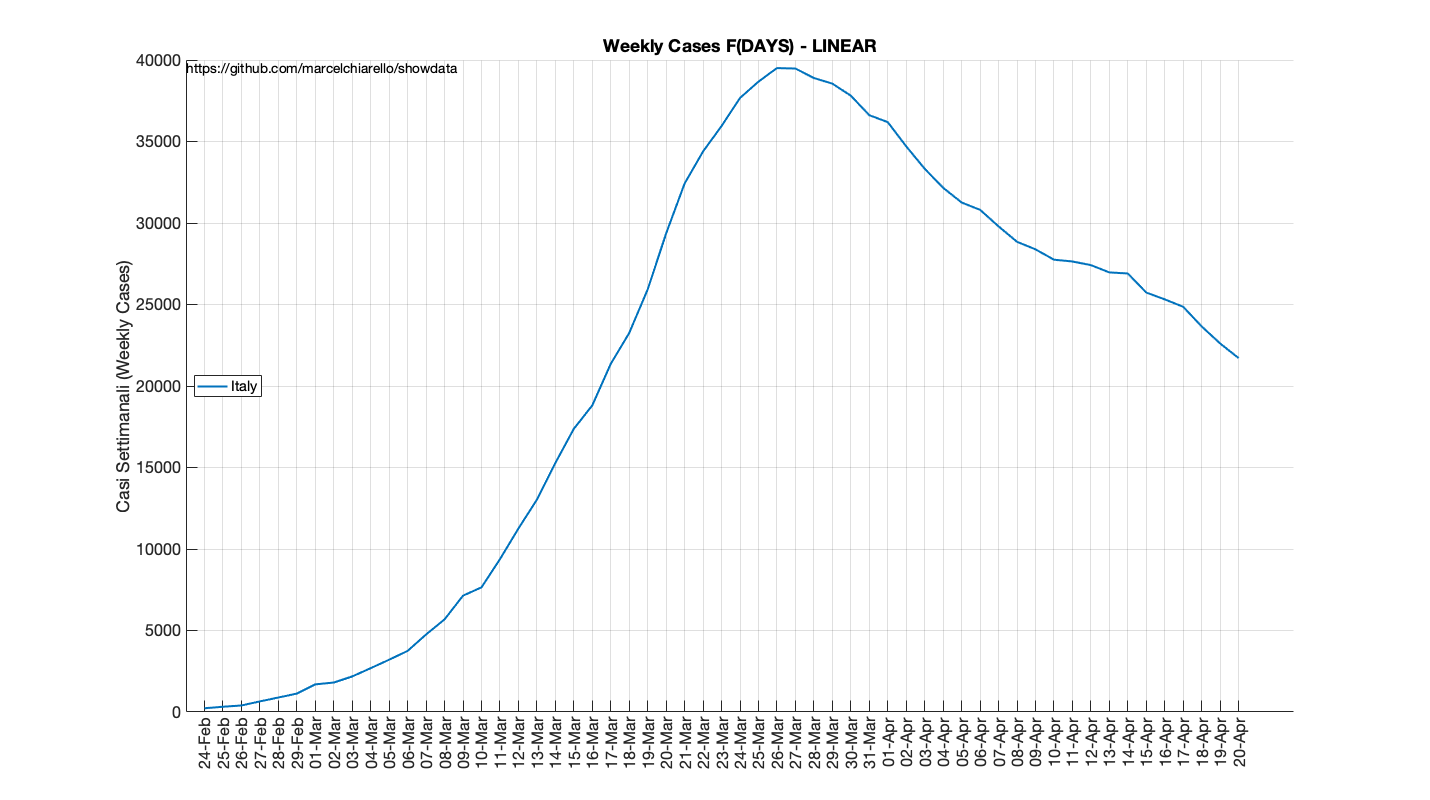 Weekly Cases F(DAYS) - LINEAR
https://github.com/marcelchiarello/showdata
Casi Settimanali (Weekly Cases)
40000
35000
30000
25000
20000
15000
10000
5000
0
Italy
24-Feb
25-Feb
26-Feb
27-Feb
28-Feb
29-Feb
01-Mar
02-Mar
03-Mar
04-Mar
05-Mar
06-Mar
07-Mar
08-Mar
09-Mar
10-Mar
11-Mar
12-Mar
13-Mar
14-Mar
15-Mar
16-Mar
17-Mar
18-Mar
19-Mar
20-Mar
21-Mar
22-Mar
23-Mar
24-Mar
25-Mar
26-Mar
27-Mar
28-Mar
29-Mar
30-Mar
31-Mar
01-Apr
02-Apr
03-Apr
04-Apr
05-Apr
06-Apr
07-Apr
08-Apr
09-Apr
10-Apr
11-Apr
12-Apr
13-Apr
14-Apr
15-Apr
16-Apr
17-Apr
18-Apr
19-Apr
20-Apr